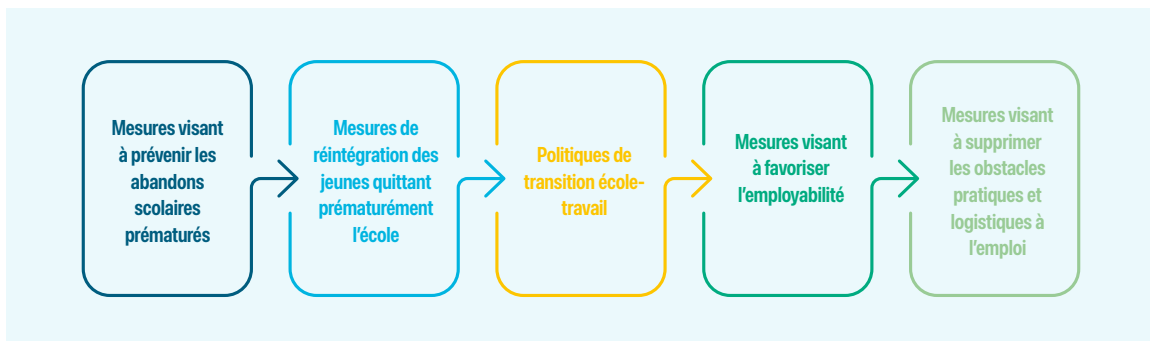 Mesures visant
à prévenir les
abandons
scolaires
prématurés
Mesures de
réintégration des
jeunes quittant
prématurément
l'école
Politiques de
transition école-
travail
Mesures visant
à favoriser
l'employabilité
Mesures visant
à supprimer
les obstacles
pratiques et
logistiques à
l'emploi